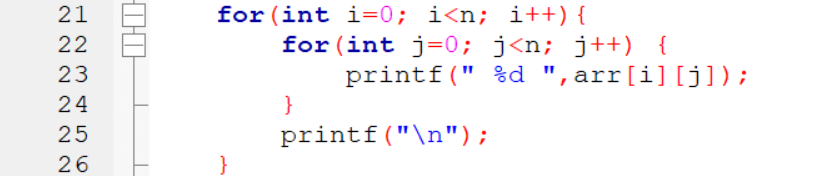 21 for(int i=0; i<n; i++){
22 for(int j=0; j<n; j++) {
23 printf(" %d ",arr[i][j]);
24 }
25 printf("\n");
26 }